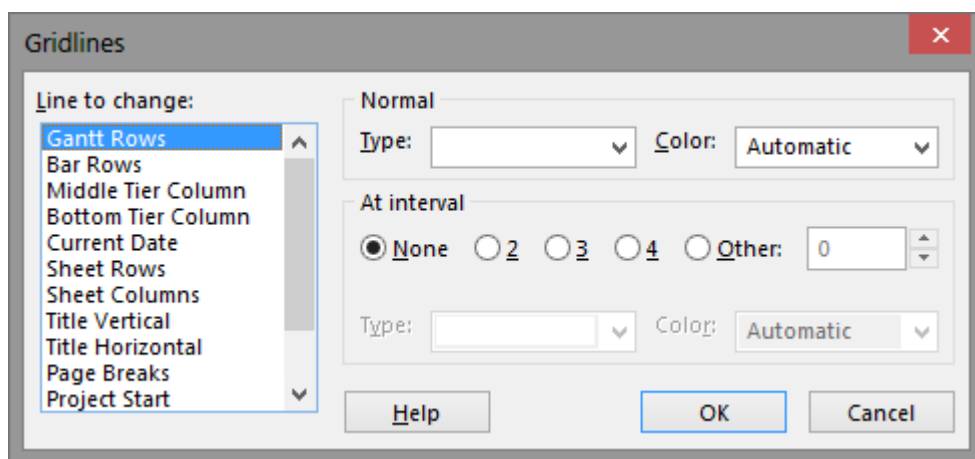 Gridlines
Line to change:
Gantt Rows
Bar Rows
Middle Tier Column
Bottom Tier Column
Current Date
Sheet Rows
Sheet Columns
Title Vertical
Title Horizontal
Page Breaks
Project Start
Normal
Type: Color: Automatic
At interval
None 2 3 4 Other: 0
Type: Color: Automatic
Help OK Cancel